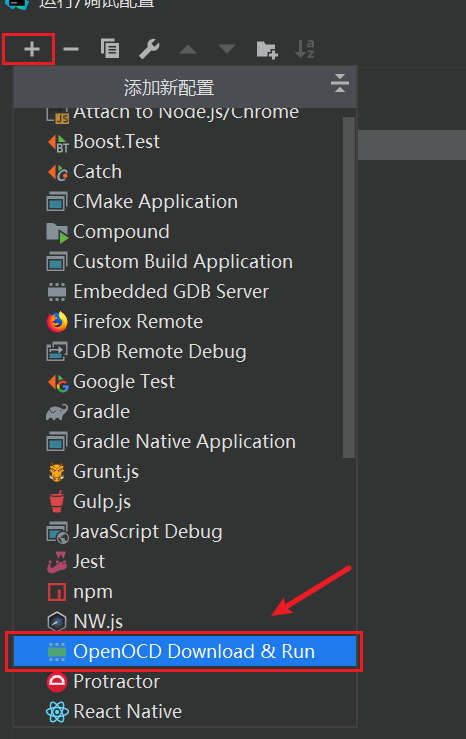 运行/调试配置
添加新配置
Attach to Node.js/Chrome
Boost.Test
Catch
CMake Application
Compound
Custom Build Application
Embedded GDB Server
Firefox Remote
GDB Remote Debug
Google Test
Gradle
Gradle Native Application
Grunt.js
Gulp.js
JavaScript Debug
Jest
npm
NW.js
OpenOCD Download & Run
Protractor
React Native